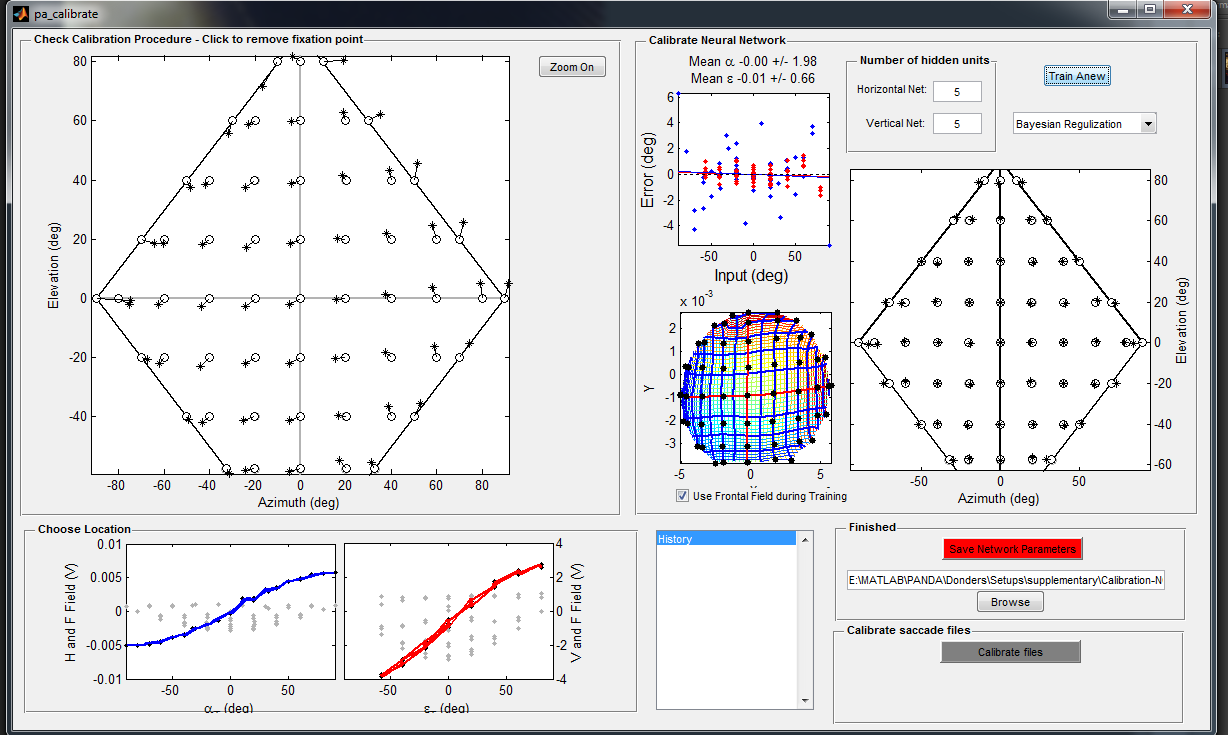 pa_calibrate
Check Calibration Procedure - Click to remove fixation point
Zoom On
80
60
40
20
0
-20
-40
Elevation (deg)
-80 -60 -40 -20 0 20 40 60 80
Azimuth (deg)
Calibrate Neural Network
Mean α -0.00 +/- 1.98
Mean ε -0.01 +/- 0.66
6
4
2
0
-2
-4
Error (deg)
-50 0 50
Input (deg)
Number of hidden units
Horizontal Net: 5
Vertical Net: 5
Train Anew
Bayesian Regulization
x 10-3
2
1
0
-1
-2
-3
Y
-5 0 5
Use Frontal Field during Training
80
60
40
20
0
-20
-40
-60
Elevation (deg)
-50 0 50
Azimuth (deg)
Choose Location
0.01
0.005
0
-0.005
-0.01
H and F Field (V)
-50 0 50
(deg)
4
2
0
-2
-4
V and F Field (V)
-50 0 50
(deg)
History
Finished
Save Network Parameters
E:\MATLAB\PANDA\Donders\Setups\supplementary\Calibration-N
Browse
Calibrate saccade files
Calibrate files